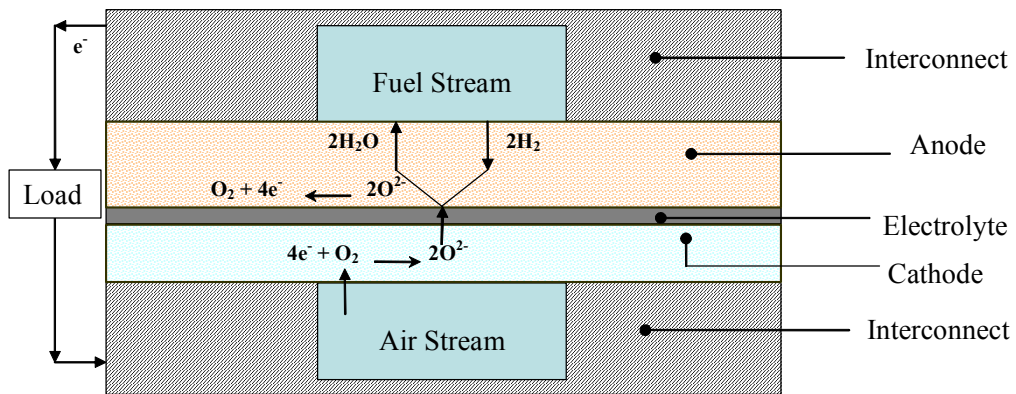 e⁻
Fuel Stream
Interconnect
2H₂O
2H₂
Anode
Load
O₂ + 4e⁻
2O²⁻
Electrolyte
4e⁻ + O₂
2O²⁻
Cathode
Air Stream
Interconnect